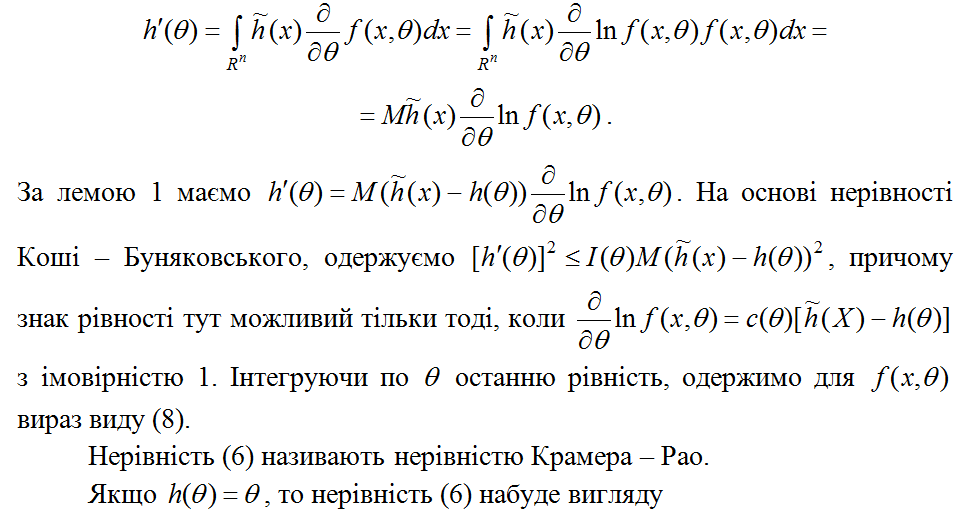 h′(θ) = ∫_{Rⁿ} h̃(x) ∂/∂θ f(x,θ)dx = ∫_{Rⁿ} h̃(x) ∂/∂θ ln f(x,θ) f(x,θ)dx =
= Mh̃(x) ∂/∂θ ln f(x,θ).
За лемою 1 маємо h′(θ) = M(h̃(x) − h(θ)) ∂/∂θ ln f(x,θ). На основі нерівності
Коші – Буняковського, одержуємо [h′(θ)]² ≤ I(θ)M(h̃(x) − h(θ))², причому
знак рівності тут можливий тільки тоді, коли ∂/∂θ ln f(x,θ) = c(θ)[h̃(X) − h(θ)]
з імовірністю 1. Інтегруючи по θ останню рівність, одержимо для f(x,θ)
вираз виду (8).
Нерівність (6) називають нерівністю Крамера – Рао.
Якщо h(θ) = θ, то нерівність (6) набуде вигляду